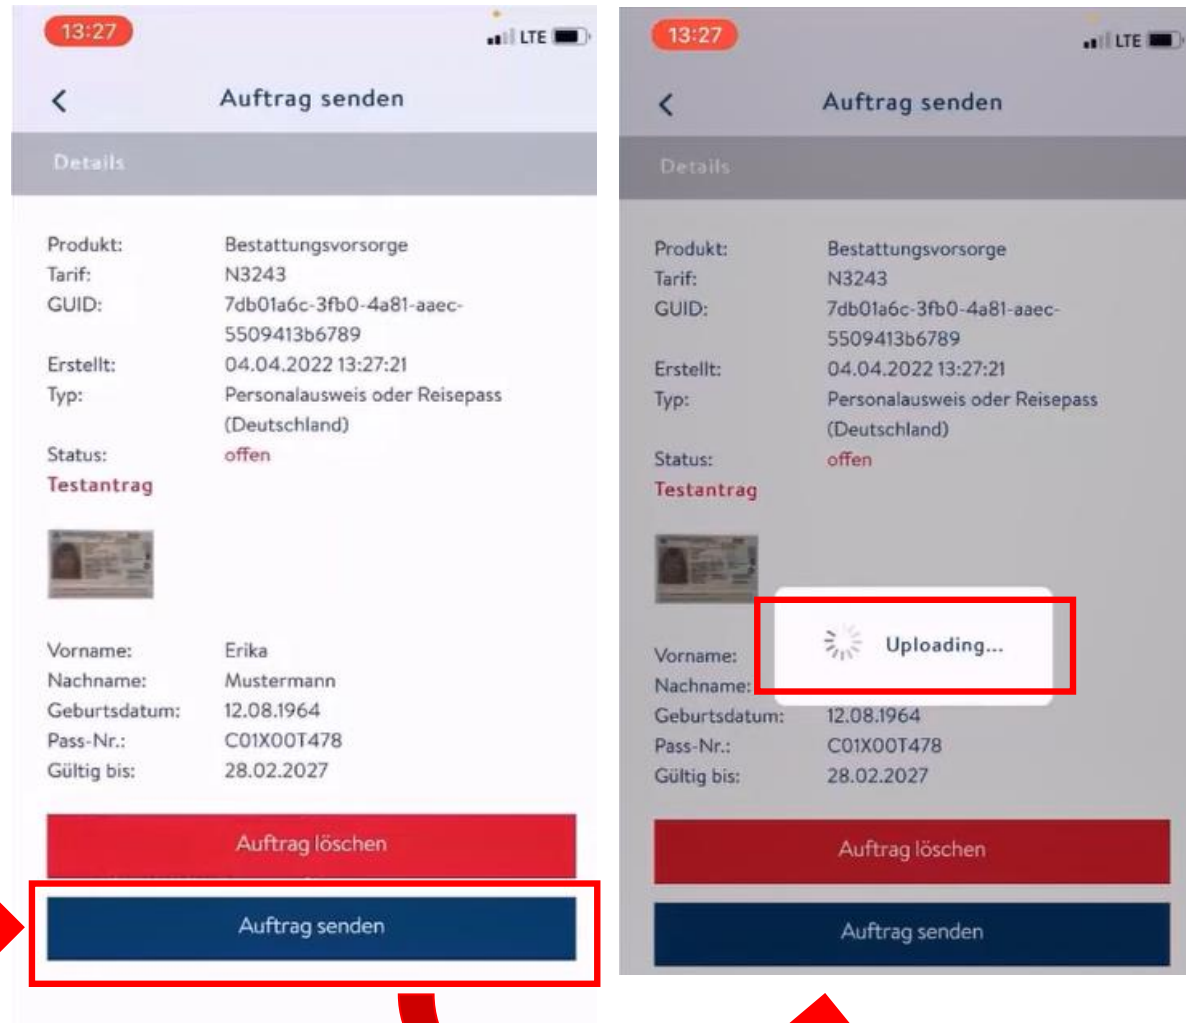 13:27
LTE
Auftrag senden
Details
Produkt: Bestattungsvorsorge
Tarif: N3243
GUID: 7db01a6c-3fb0-4a81-aaec-
5509413b6789
Erstellt: 04.04.2022 13:27:21
Typ: Personalausweis oder Reisepass
(Deutschland)
Status: offen
Testantrag
Vorname: Erika
Nachname: Mustermann
Geburtsdatum: 12.08.1964
Pass-Nr.: C01X00T478
Gültig bis: 28.02.2027
Auftrag löschen
Auftrag senden
13:27
LTE
Auftrag senden
Details
Produkt: Bestattungsvorsorge
Tarif: N3243
GUID: 7db01a6c-3fb0-4a81-aaec-
5509413b6789
Erstellt: 04.04.2022 13:27:21
Typ: Personalausweis oder Reisepass
(Deutschland)
Status: offen
Testantrag
Uploading...
Vorname:
Nachname:
Geburtsdatum: 12.08.1964
Pass-Nr.: C01X00T478
Gültig bis: 28.02.2027
Auftrag löschen
Auftrag senden